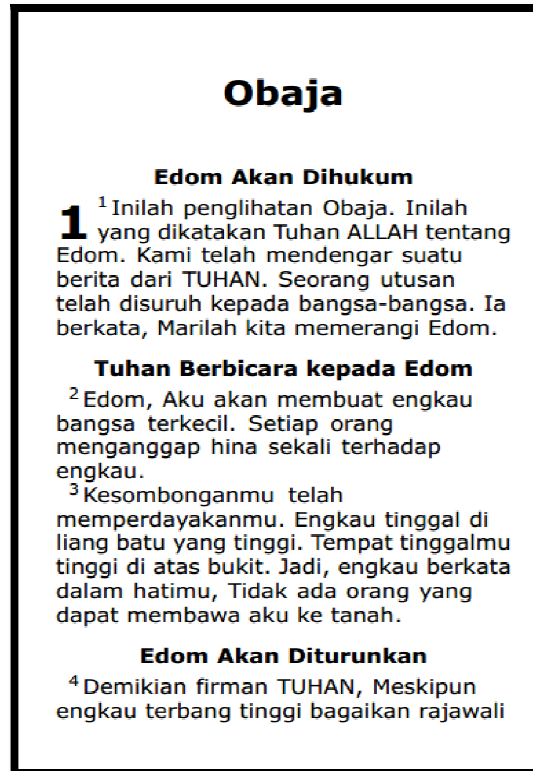 Obaja
Edom Akan Dihukum
1 1 Inilah penglihatan Obaja. Inilah
yang dikatakan Tuhan ALLAH tentang
Edom. Kami telah mendengar suatu
berita dari TUHAN. Seorang utusan
telah disuruh kepada bangsa-bangsa. Ia
berkata, Marilah kita memerangi Edom.
Tuhan Berbicara kepada Edom
2 Edom, Aku akan membuat engkau
bangsa terkecil. Setiap orang
menganggap hina sekali terhadap
engkau.
3 Kesombonganmu telah
memperdayakanmu. Engkau tinggal di
liang batu yang tinggi. Tempat tinggalmu
tinggi di atas bukit. Jadi, engkau berkata
dalam hatimu, Tidak ada orang yang
dapat membawa aku ke tanah.
Edom Akan Diturunkan
4 Demikian firman TUHAN, Meskipun
engkau terbang tinggi bagaikan rajawali